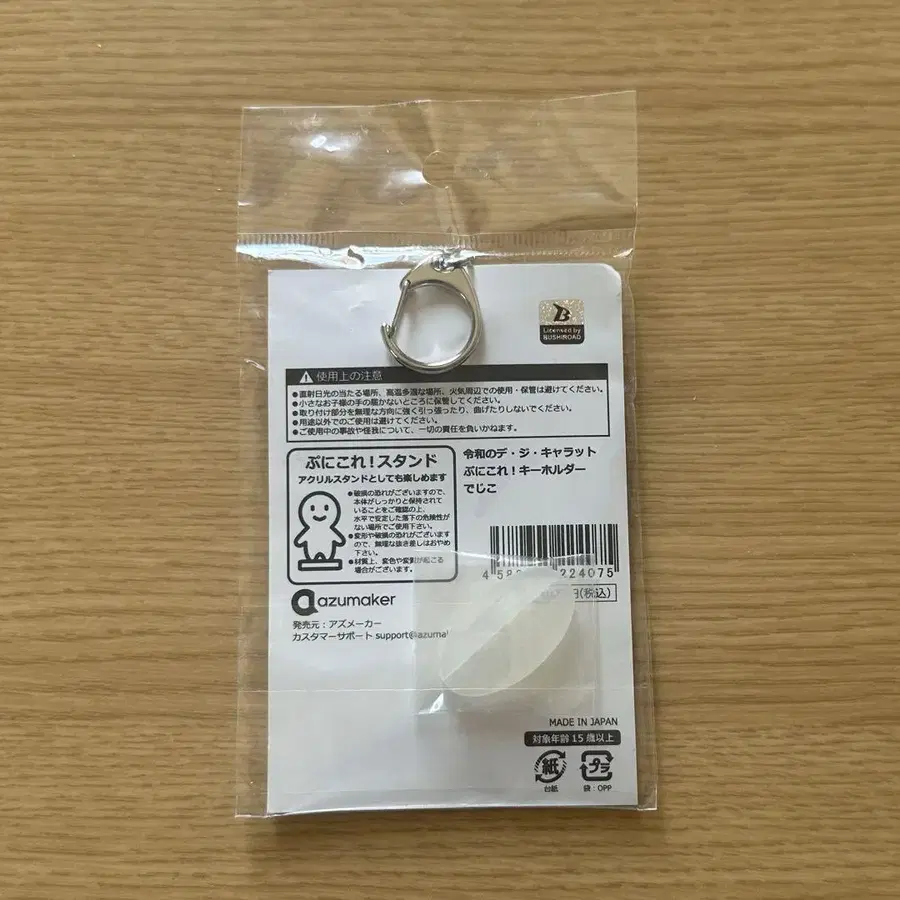 B
Licensed by
BUSHIROAD
使用上の注意
●直射日光の当たる場所、高温多湿な場所、火気周辺での使用・保管は避けてください。
●小さなお子様の手の届かないところに保管してください。
●取り付け部分を無理な方向に強く引っ張ったり、曲げたりしないでください。
●用途以外でのご使用は避けてください。
●ご使用中の事故や怪我について、一切の責任を負いかねます。
ぷにこれ!スタンド
アクリルスタンドとしても楽しめます
●破損の恐れがございますので、
本体がしっかりと保持されて
いることをご確認の上、
水平で安定した落下の危険性が
ない場所でご使用下さい。
●変形や破損の恐れがございます
ので、無理な抜き差しはおやめ
下さい。
●材質上、変色や変質が起こる
場合がございます。
令和のデ・ジ・キャラット
ぷにこれ!キーホルダー
でじこ
4 58 224075
円(税込)
azumaker
発売元:アズメーカー
カスタマーサポート support@azumal
MADE IN JAPAN
対象年齢15歳以上
紙
台紙
プラ
袋:OPP